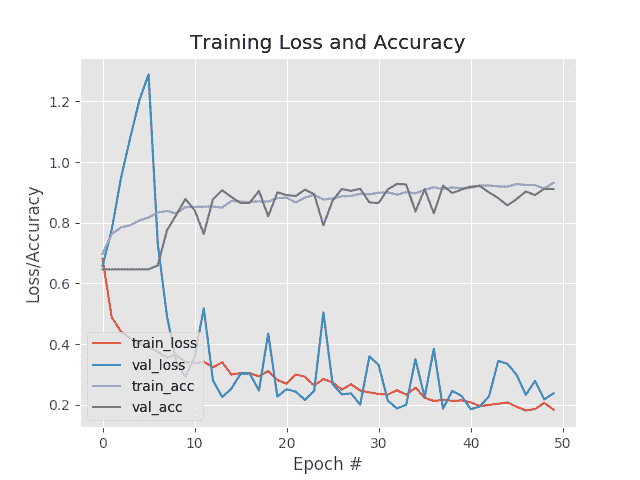 Training Loss and Accuracy
Loss/Accuracy
1.2
1.0
0.8
0.6
0.4
0.2
train_loss
val_loss
train_acc
val_acc
0
10
20
30
40
50
Epoch #